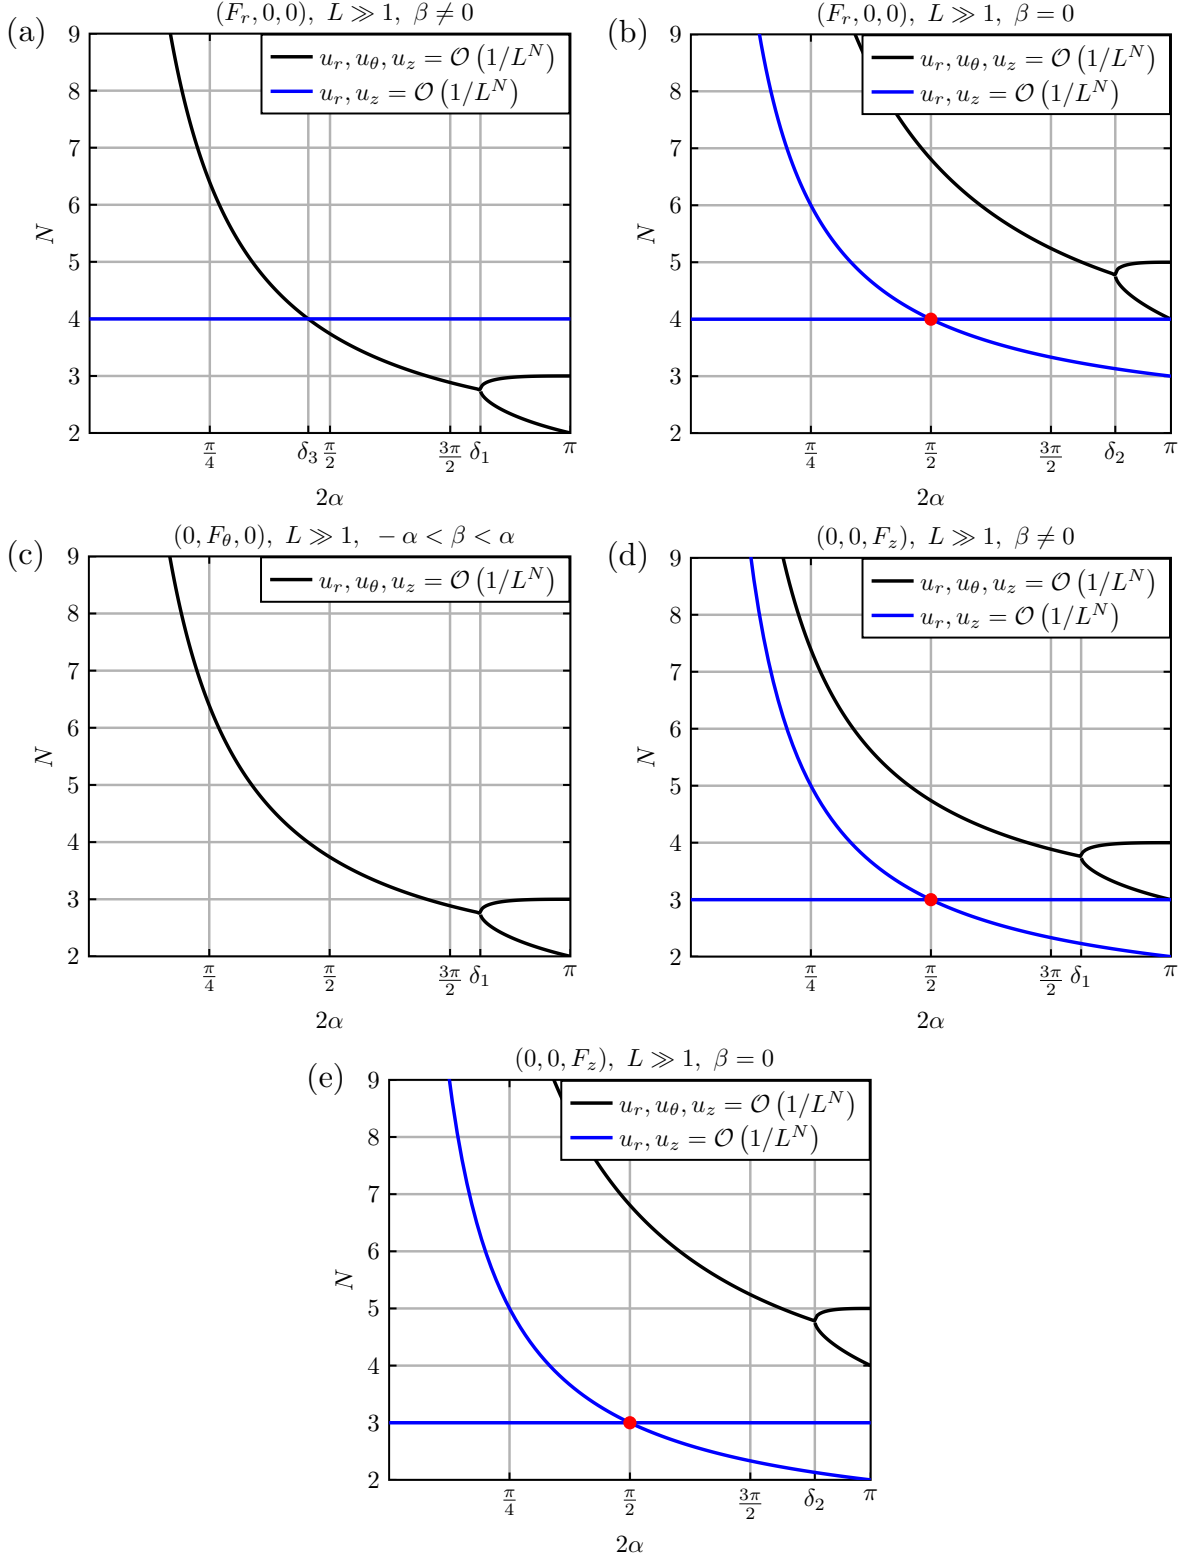 (a)
(F_r, 0, 0), L ≫ 1, β ≠ 0
u_r, u_θ, u_z = 𝒪(1/L^N)
u_r, u_z = 𝒪(1/L^N)
N
9
8
7
6
5
4
3
2
π/4
δ_3
π/2
3π/2
δ_1
π
2α
(b)
(F_r, 0, 0), L ≫ 1, β = 0
u_r, u_θ, u_z = 𝒪(1/L^N)
u_r, u_z = 𝒪(1/L^N)
N
9
8
7
6
5
4
3
2
π/4
π/2
3π/2
δ_2
π
2α
(c)
(0, F_θ, 0), L ≫ 1, −α < β < α
u_r, u_θ, u_z = 𝒪(1/L^N)
N
9
8
7
6
5
4
3
2
π/4
π/2
3π/2
δ_1
π
2α
(d)
(0, 0, F_z), L ≫ 1, β ≠ 0
u_r, u_θ, u_z = 𝒪(1/L^N)
u_r, u_z = 𝒪(1/L^N)
N
9
8
7
6
5
4
3
2
π/4
π/2
3π/2
δ_1
π
2α
(e)
(0, 0, F_z), L ≫ 1, β = 0
u_r, u_θ, u_z = 𝒪(1/L^N)
u_r, u_z = 𝒪(1/L^N)
N
9
8
7
6
5
4
3
2
π/4
π/2
3π/2
δ_2
π
2α